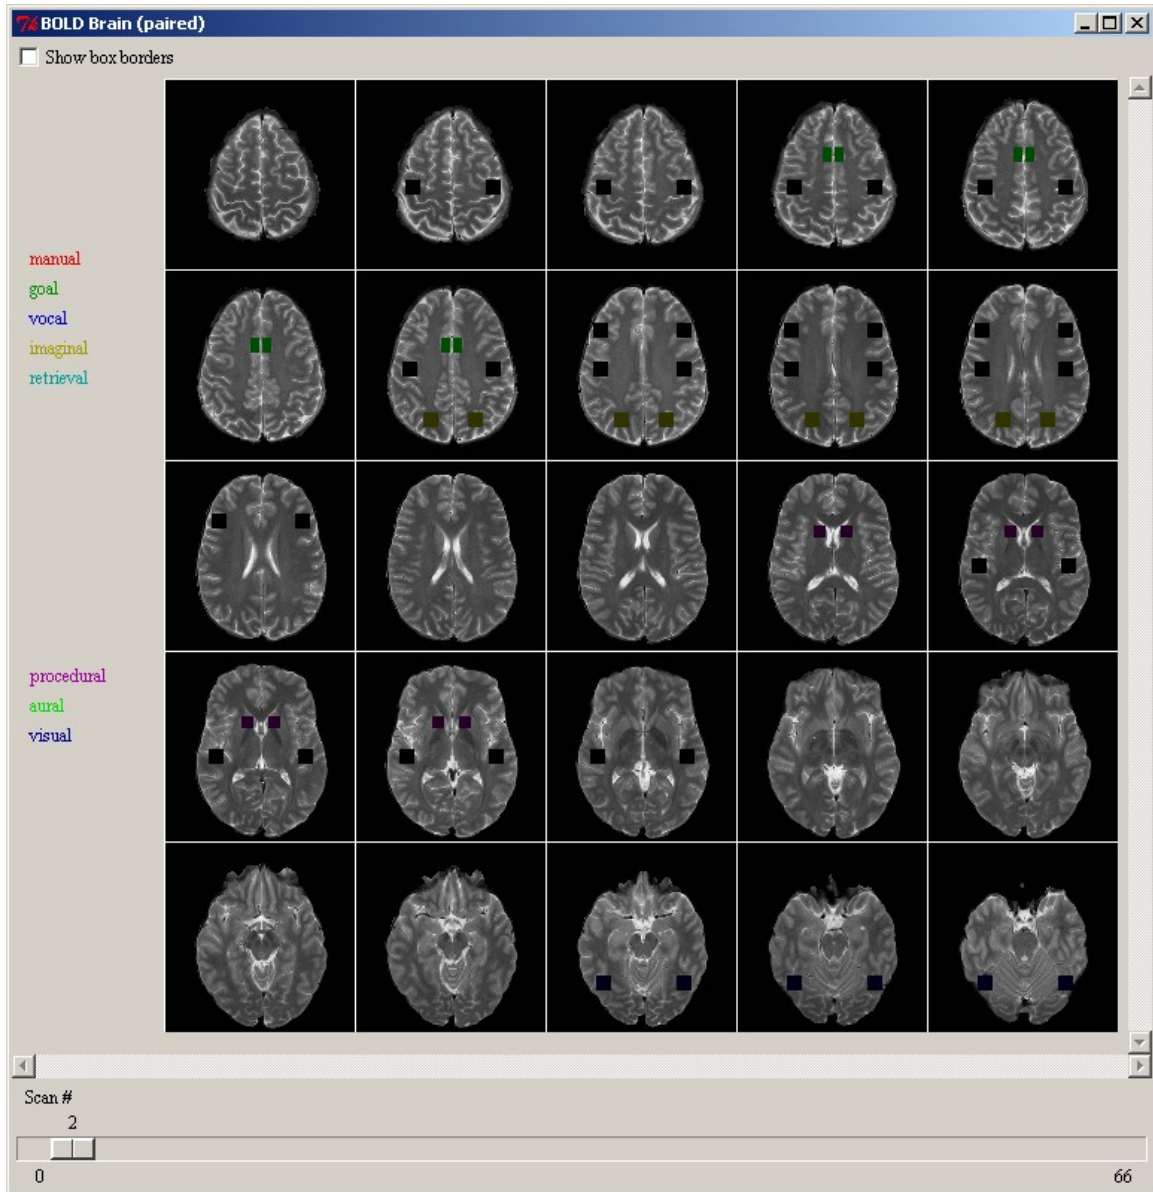 BOLD Brain (paired)
Show box borders
manual
goal
vocal
imaginal
retrieval
procedural
aural
visual
Scan #
2
0 66